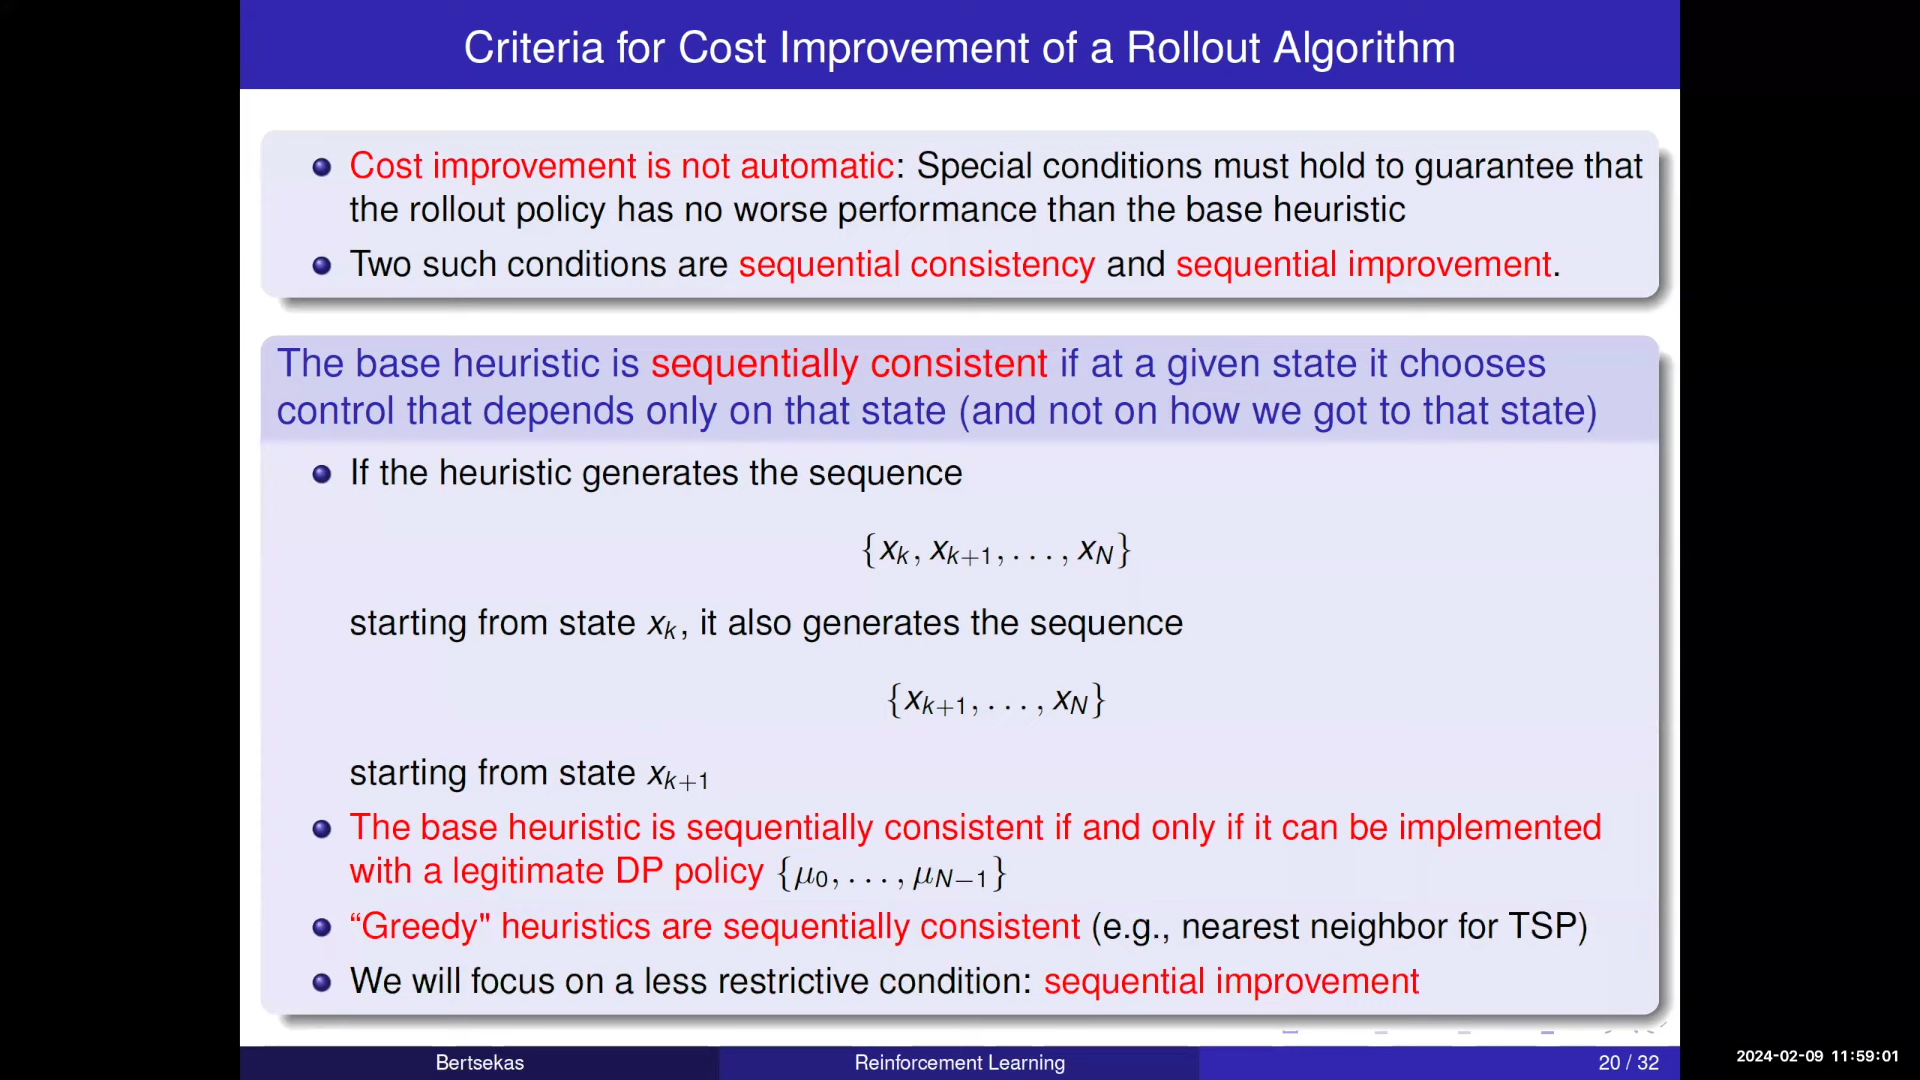 Criteria for Cost Improvement of a Rollout Algorithm
Cost improvement is not automatic: Special conditions must hold to guarantee that
the rollout policy has no worse performance than the base heuristic
Two such conditions are sequential consistency and sequential improvement.
The base heuristic is sequentially consistent if at a given state it chooses
control that depends only on that state (and not on how we got to that state)
If the heuristic generates the sequence
{x_k, x_{k+1}, . . . , x_N}
starting from state x_k, it also generates the sequence
{x_{k+1}, . . . , x_N}
starting from state x_{k+1}
The base heuristic is sequentially consistent if and only if it can be implemented
with a legitimate DP policy {μ_0, . . . , μ_{N−1}}
“Greedy" heuristics are sequentially consistent (e.g., nearest neighbor for TSP)
We will focus on a less restrictive condition: sequential improvement
Bertsekas
Reinforcement Learning
20 / 32
2024-02-09 11:59:01